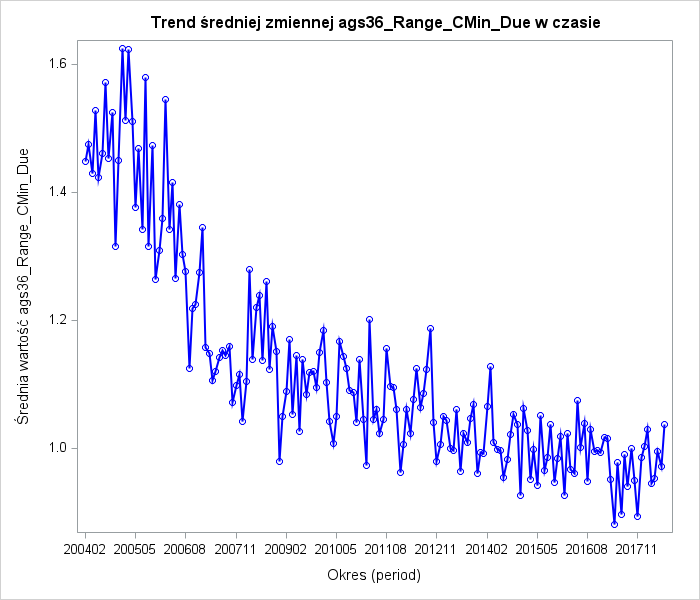 Trend średniej zmiennej ags36_Range_CMin_Due w czasie
Średnia wartość ags36_Range_CMin_Due
1.6
1.4
1.2
1.0
200402 200505 200608 200711 200902 201005 201108 201211 201402 201505 201608 201711
Okres (period)